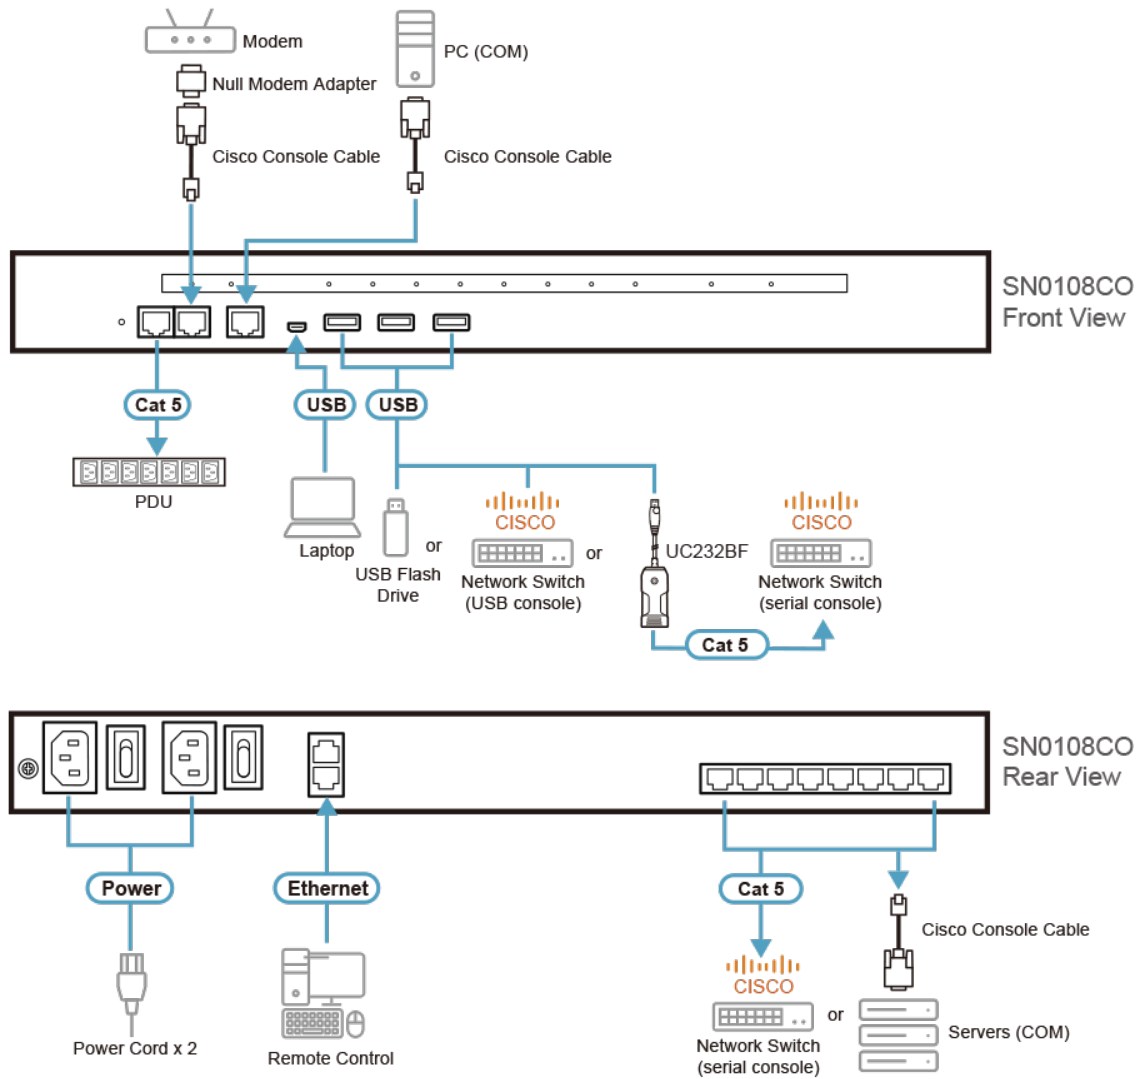 Modem
PC (COM)
Null Modem Adapter
Cisco Console Cable
Cisco Console Cable
SN0108CO
Front View
Cat 5
USB
USB
PDU
Laptop
USB Flash
Drive
or
CISCO
Network Switch
(USB console)
or
UC232BF
CISCO
Network Switch
(serial console)
Cat 5
SN0108CO
Rear View
Power
Ethernet
Cat 5
Cisco Console Cable
Power Cord x 2
Remote Control
CISCO
Network Switch
(serial console)
or
Servers (COM)